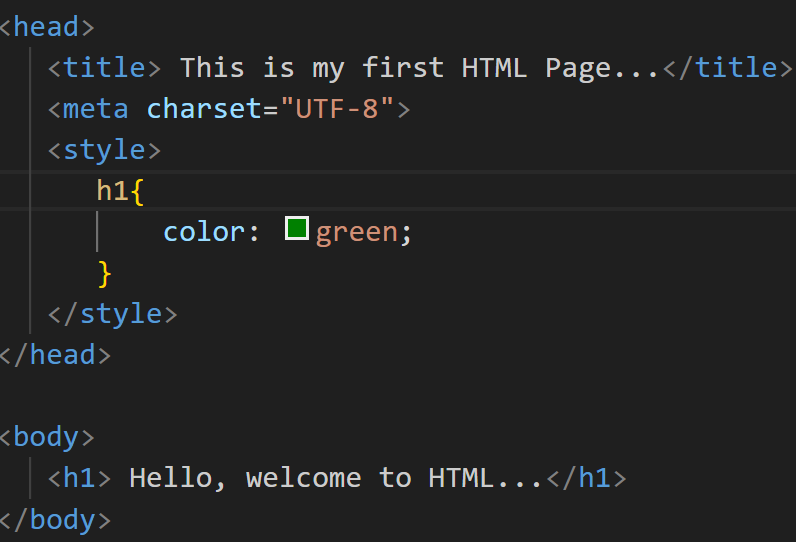 <head>
<title> This is my first HTML Page...</title>
<meta charset="UTF-8">
<style>
h1{
color: green;
}
</style>
</head>
<body>
<h1> Hello, welcome to HTML...</h1>
</body>